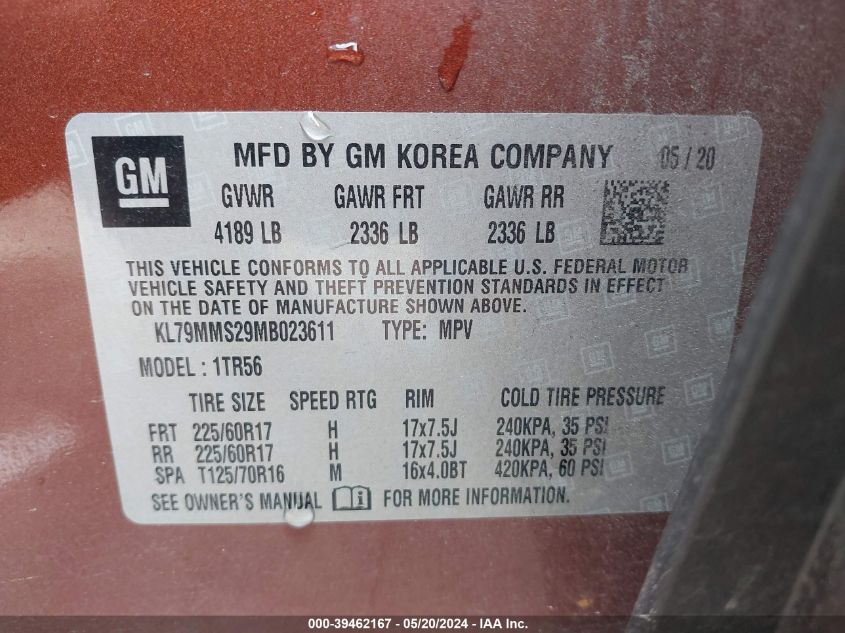 GM
MFD BY GM KOREA COMPANY 05 / 20
GVWR GAWR FRT GAWR RR
4189 LB 2336 LB 2336 LB
THIS VEHICLE CONFORMS TO ALL APPLICABLE U.S. FEDERAL MOTOR
VEHICLE SAFETY AND THEFT PREVENTION STANDARDS IN EFFECT
ON THE DATE OF MANUFACTURE SHOWN ABOVE.
KL79MMS29MB023611 TYPE: MPV
MODEL : 1TR56
TIRE SIZE SPEED RTG RIM COLD TIRE PRESSURE
FRT 225/60R17 H 17x7.5J 240KPA, 35 PSI
RR 225/60R17 H 17x7.5J 240KPA, 35 PSI
SPA T125/70R16 M 16x4.0BT 420KPA, 60 PSI
SEE OWNER'S MANUAL FOR MORE INFORMATION.
000-39462167 - 05/20/2024 - IAA Inc.